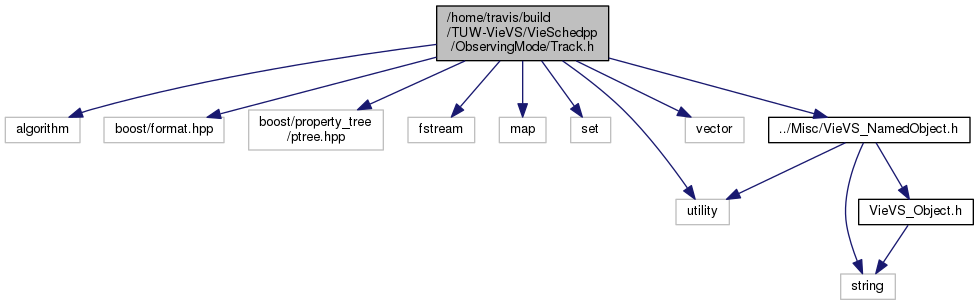 /home/travis/build
/TUW-VieVS/VieSchedpp
/ObservingMode/Track.h
algorithm
boost/format.hpp
boost/property_tree
/ptree.hpp
fstream
map
set
vector
../Misc/VieVS_NamedObject.h
utility
VieVS_Object.h
string